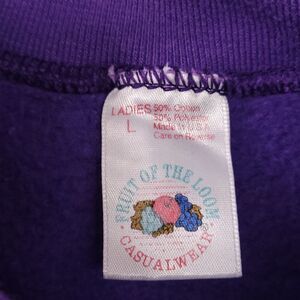 LADIES
L
50% Cotton
50% Polyester
Made in U.S.A.
Care on Reverse
FRUIT OF THE LOOM
CASUALWEAR